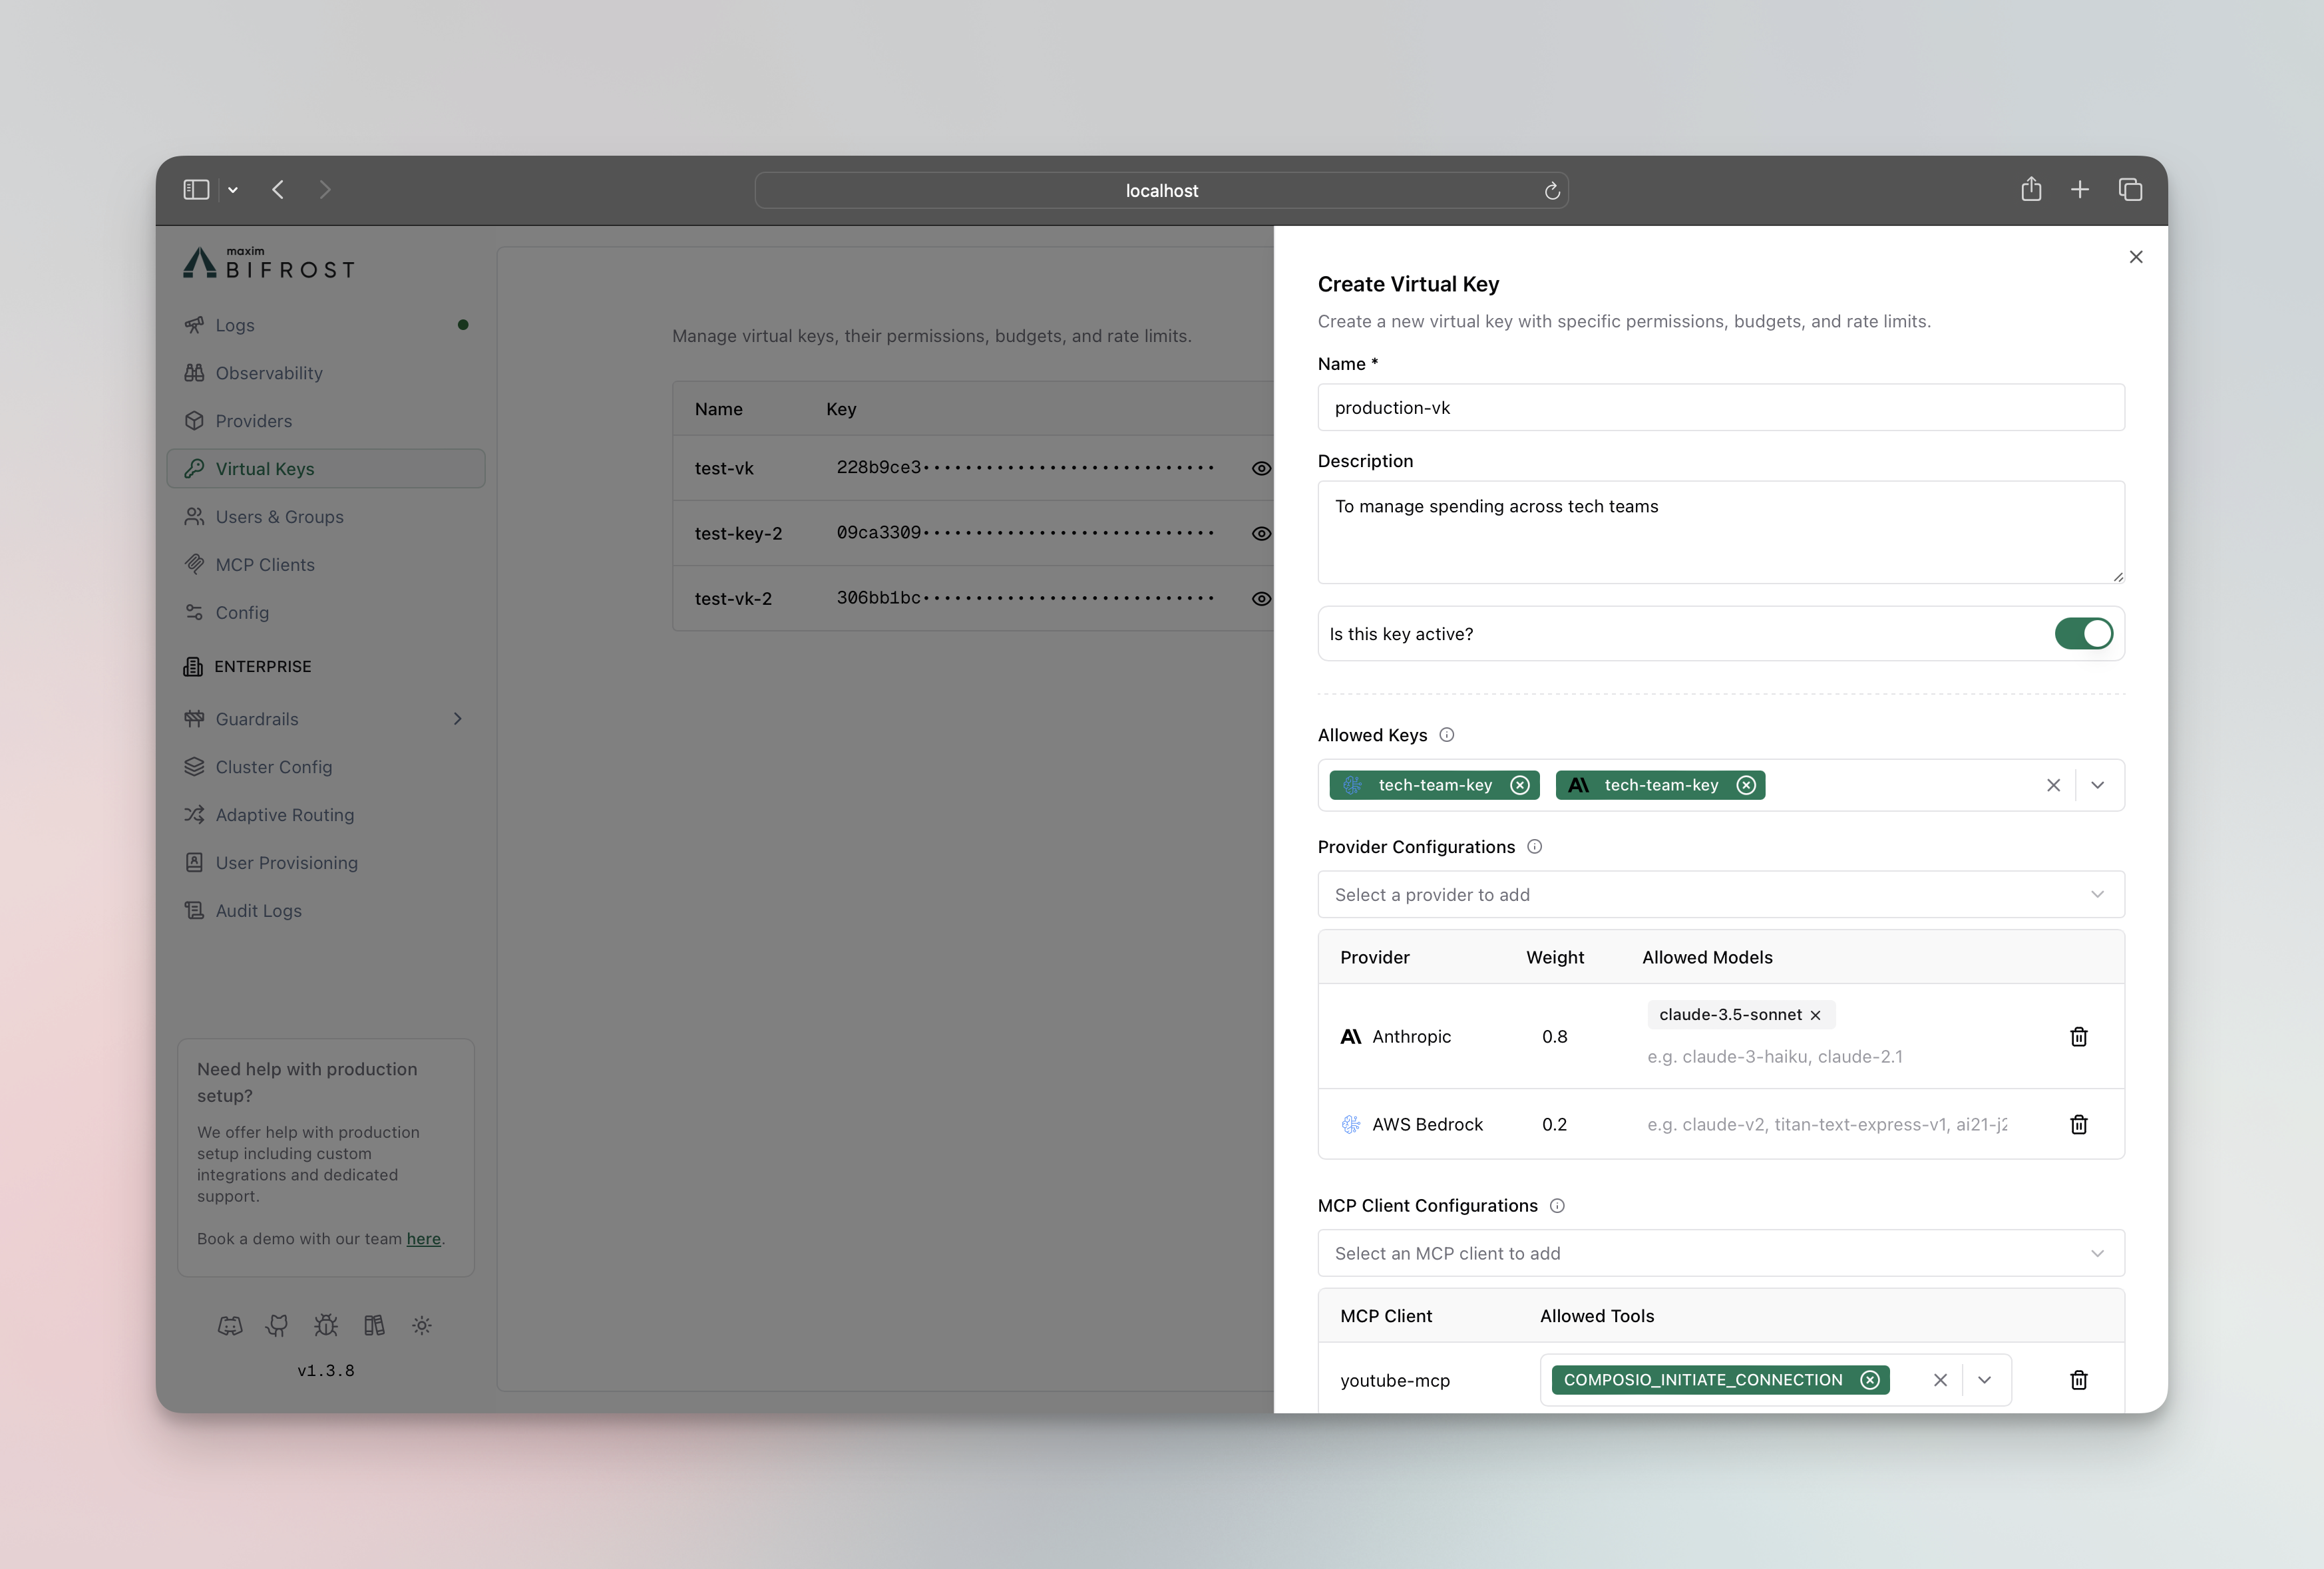 localhost
maxim
BIFROST
Logs
Observability
Providers
Virtual Keys
Users & Groups
MCP Clients
Config
ENTERPRISE
Guardrails
Cluster Config
Adaptive Routing
User Provisioning
Audit Logs
Need help with production
setup?
We offer help with production
setup including custom
integrations and dedicated
support.
Book a demo with our team here.
v1.3.8
Manage virtual keys, their permissions, budgets, and rate limits.
Name Key
test-vk 228b9ce3••••••••••••••••••••••••••••
test-key-2 09ca3309••••••••••••••••••••••••••••
test-vk-2 306bb1bc••••••••••••••••••••••••••••
Create Virtual Key
Create a new virtual key with specific permissions, budgets, and rate limits.
Name *
production-vk
Description
To manage spending across tech teams
Is this key active?
Allowed Keys
tech-team-key tech-team-key
Provider Configurations
Select a provider to add
Provider Weight Allowed Models
claude-3.5-sonnet
Anthropic 0.8
e.g. claude-3-haiku, claude-2.1
AWS Bedrock 0.2 e.g. claude-v2, titan-text-express-v1, ai21-j2
MCP Client Configurations
Select an MCP client to add
MCP Client Allowed Tools
youtube-mcp COMPOSIO_INITIATE_CONNECTION